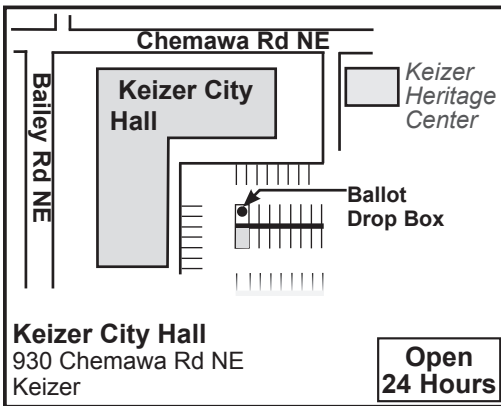 Chemawa Rd NE
Bailey Rd NE
Keizer City
Hall
Keizer
Heritage
Center
Ballot
Drop Box
Keizer City Hall
930 Chemawa Rd NE
Keizer
Open
24 Hours